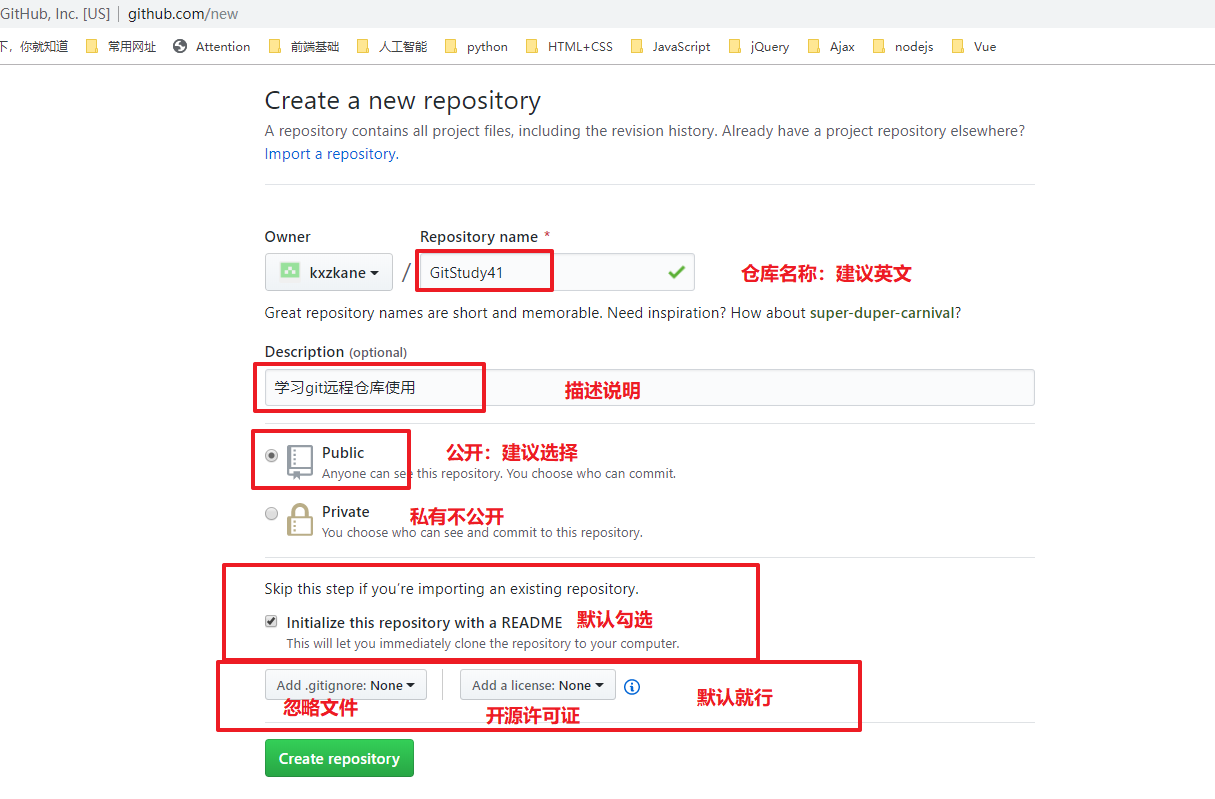 GitHub, Inc. [US] | github.com/new
下，你就知道 常用网址 Attention 前端基础 人工智能 python HTML+CSS JavaScript jQuery Ajax nodejs Vue
Create a new repository
A repository contains all project files, including the revision history. Already have a project repository elsewhere?
Import a repository.
Owner Repository name *
kxzkane / GitStudy41 仓库名称：建议英文
Great repository names are short and memorable. Need inspiration? How about super-duper-carnival?
Description (optional)
学习git远程仓库使用 描述说明
Public 公开：建议选择
Anyone can see this repository. You choose who can commit.
Private 私有不公开
You choose who can see and commit to this repository.
Skip this step if you’re importing an existing repository.
Initialize this repository with a README 默认勾选
This will let you immediately clone the repository to your computer.
Add .gitignore: None Add a license: None 默认就行
忽略文件 开源许可证
Create repository